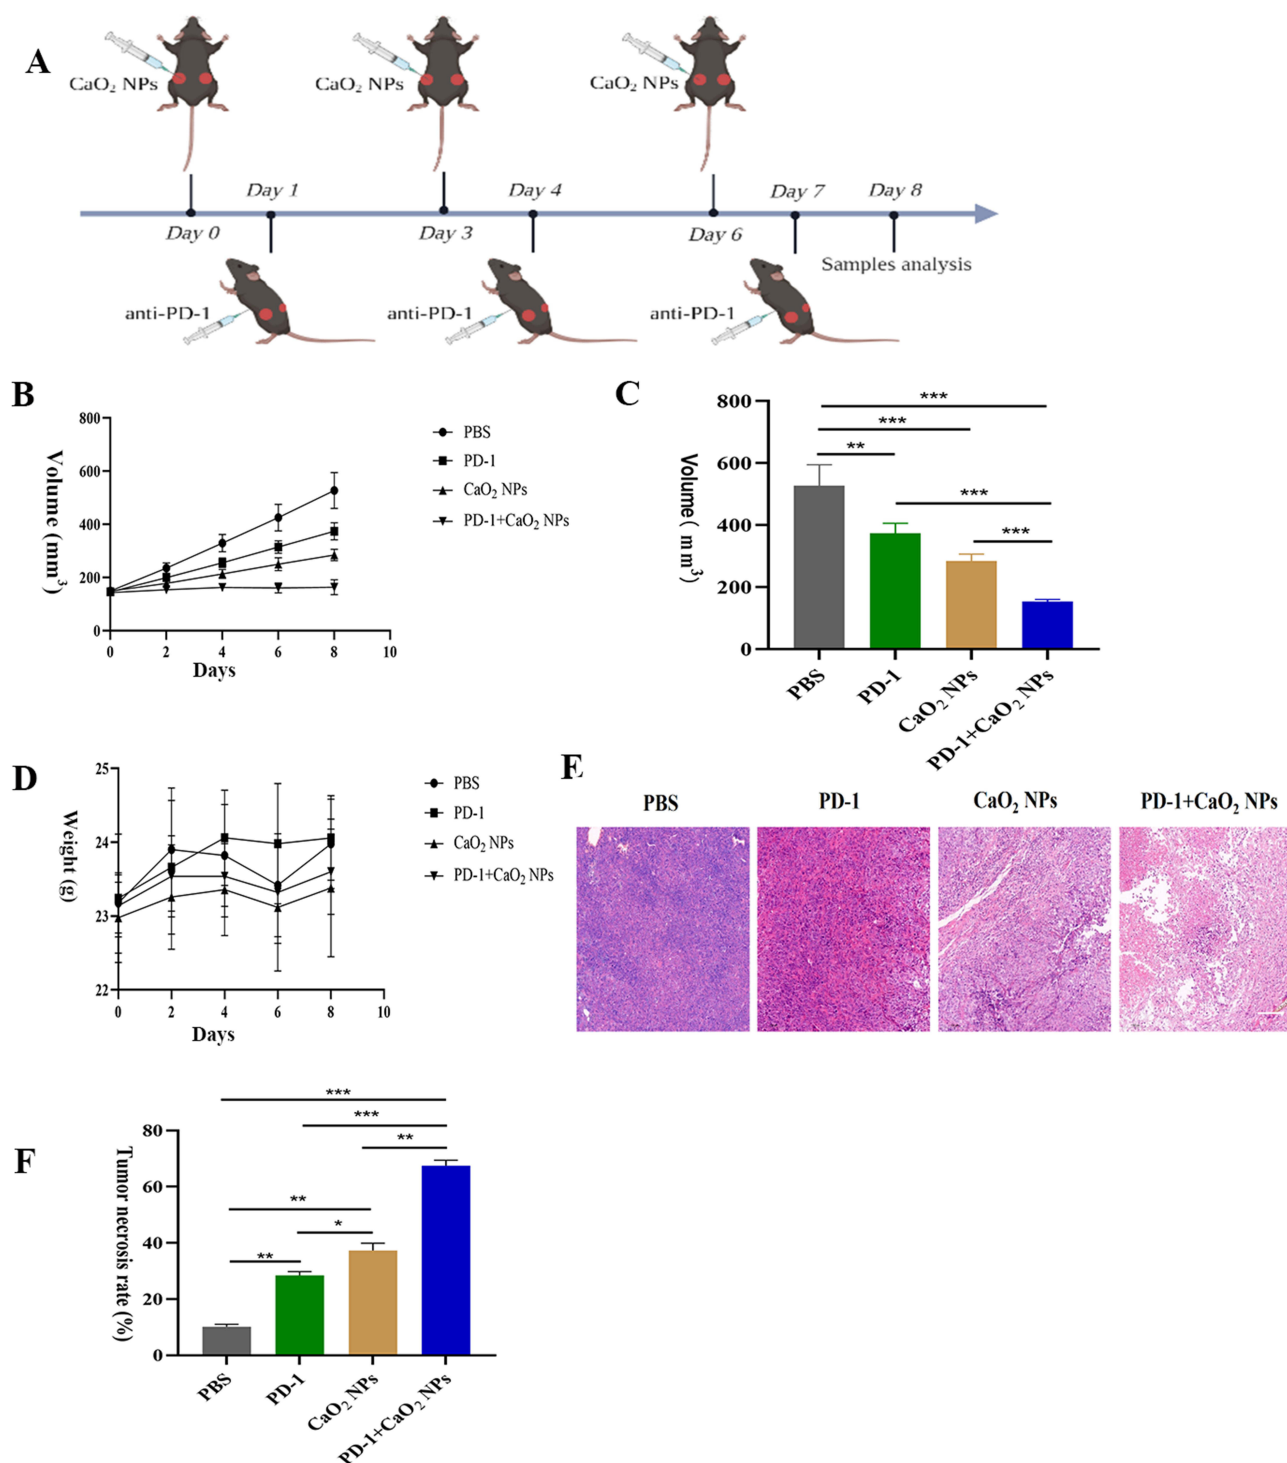 A
CaO₂ NPs
CaO₂ NPs
CaO₂ NPs
Day 1
Day 4
Day 7
Day 8
Day 0
Day 3
Day 6
Samples analysis
anti-PD-1
anti-PD-1
anti-PD-1
B
Volume (mm³)
800
600
400
200
0
0 2 4 6 8 10
Days
PBS
PD-1
CaO₂ NPs
PD-1+CaO₂ NPs
C
Volume( mm³)
800
600
400
200
0
***
***
**
***
***
PBS
PD-1
CaO₂ NPs
PD-1+CaO₂ NPs
D
Weight (g)
25
24
23
22
0 2 4 6 8 10
Days
PBS
PD-1
CaO₂ NPs
PD-1+CaO₂ NPs
E
PBS PD-1 CaO₂ NPs PD-1+CaO₂ NPs
F
Tumor necrosis rate (%)
80
60
40
20
0
***
***
**
**
*
**
PBS
PD-1
CaO₂ NPs
PD-1+CaO₂ NPs